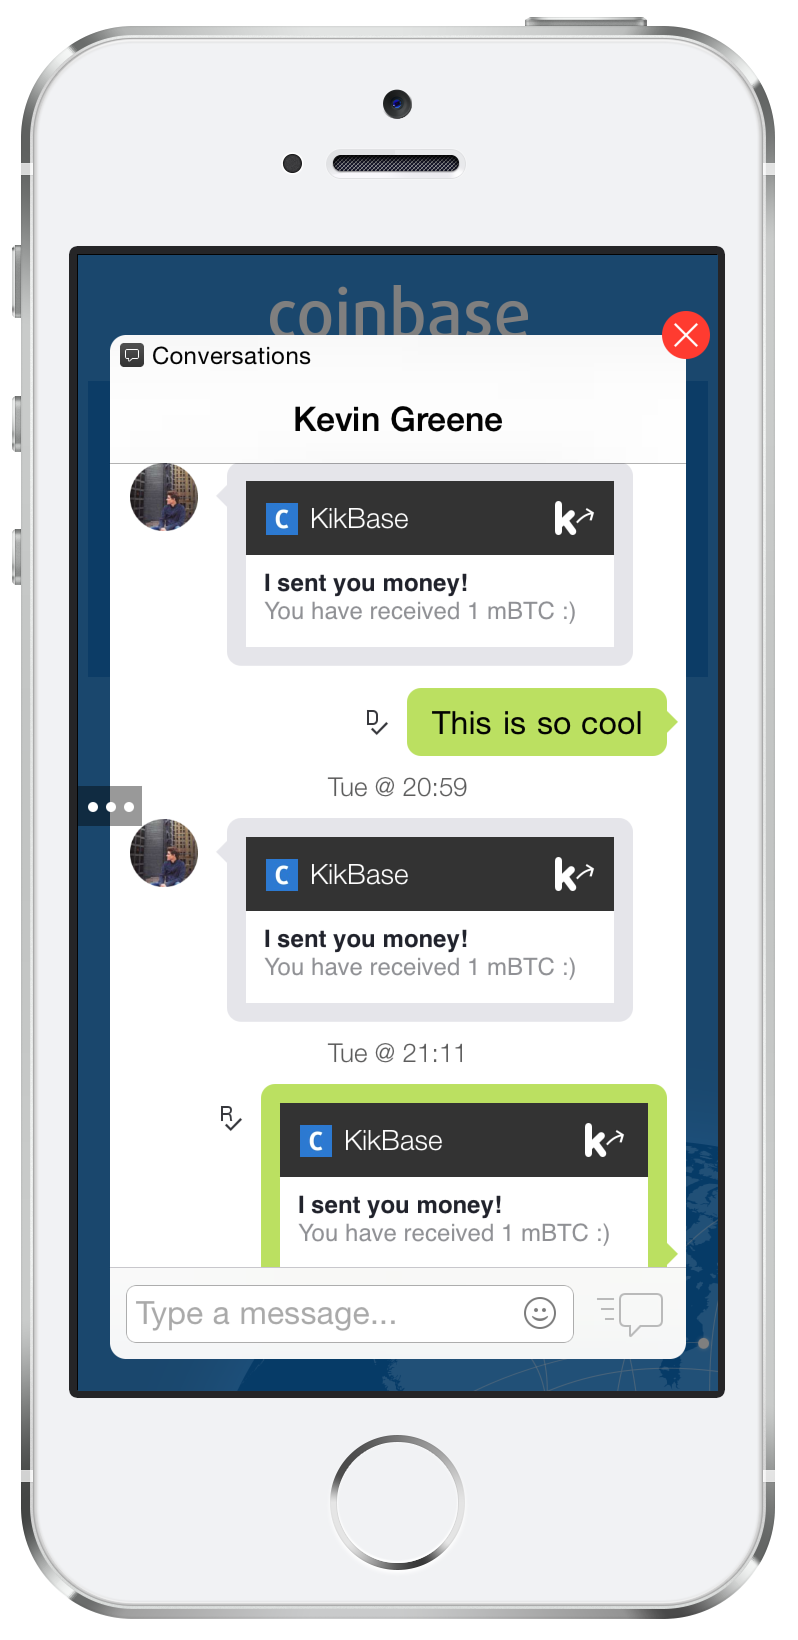 coinbase
Conversations
Kevin Greene
C KikBase k
I sent you money!
You have received 1 mBTC :)
D
This is so cool
Tue @ 20:59
C KikBase k
I sent you money!
You have received 1 mBTC :)
Tue @ 21:11
R
C KikBase k
I sent you money!
You have received 1 mBTC :)
Type a message...